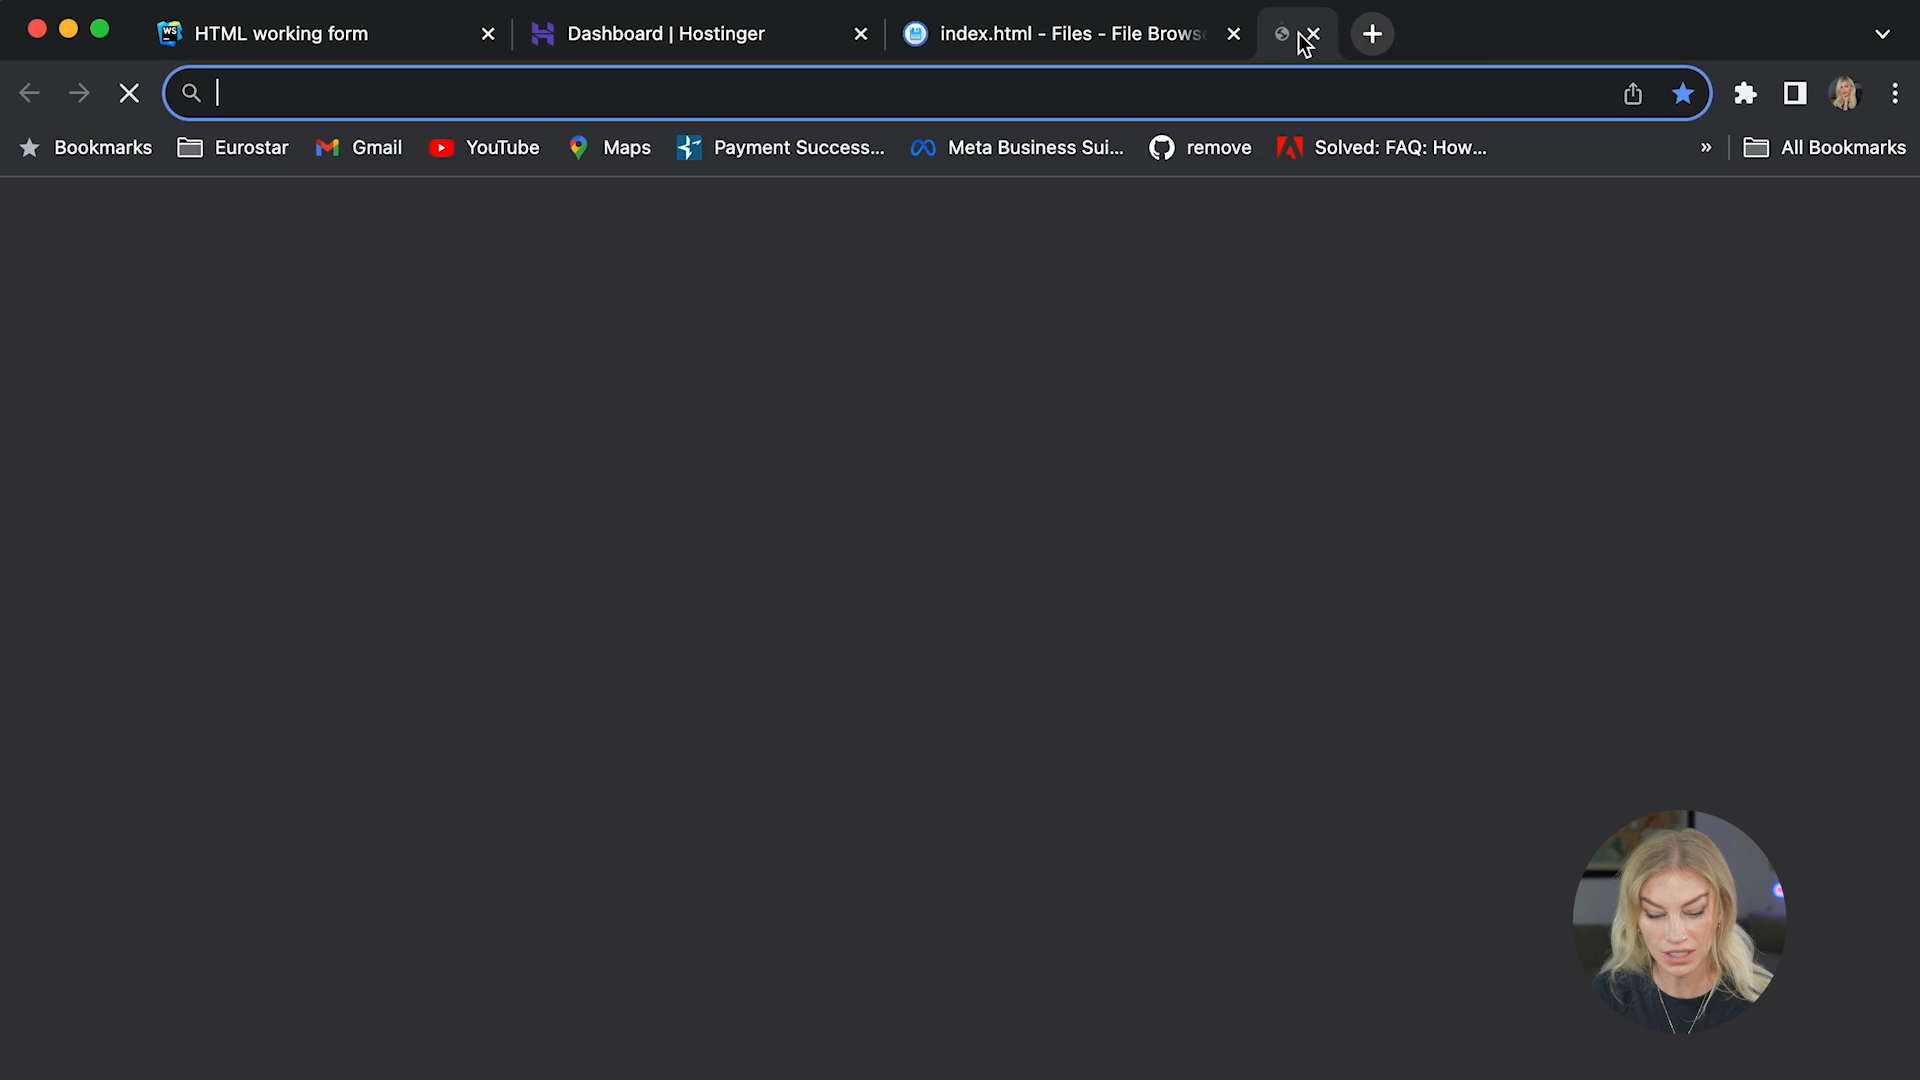 HTML working form
Dashboard | Hostinger
index.html - Files - File Browse
Bookmarks
Eurostar
Gmail
YouTube
Maps
Payment Success...
Meta Business Sui...
remove
Solved: FAQ: How...
»
All Bookmarks